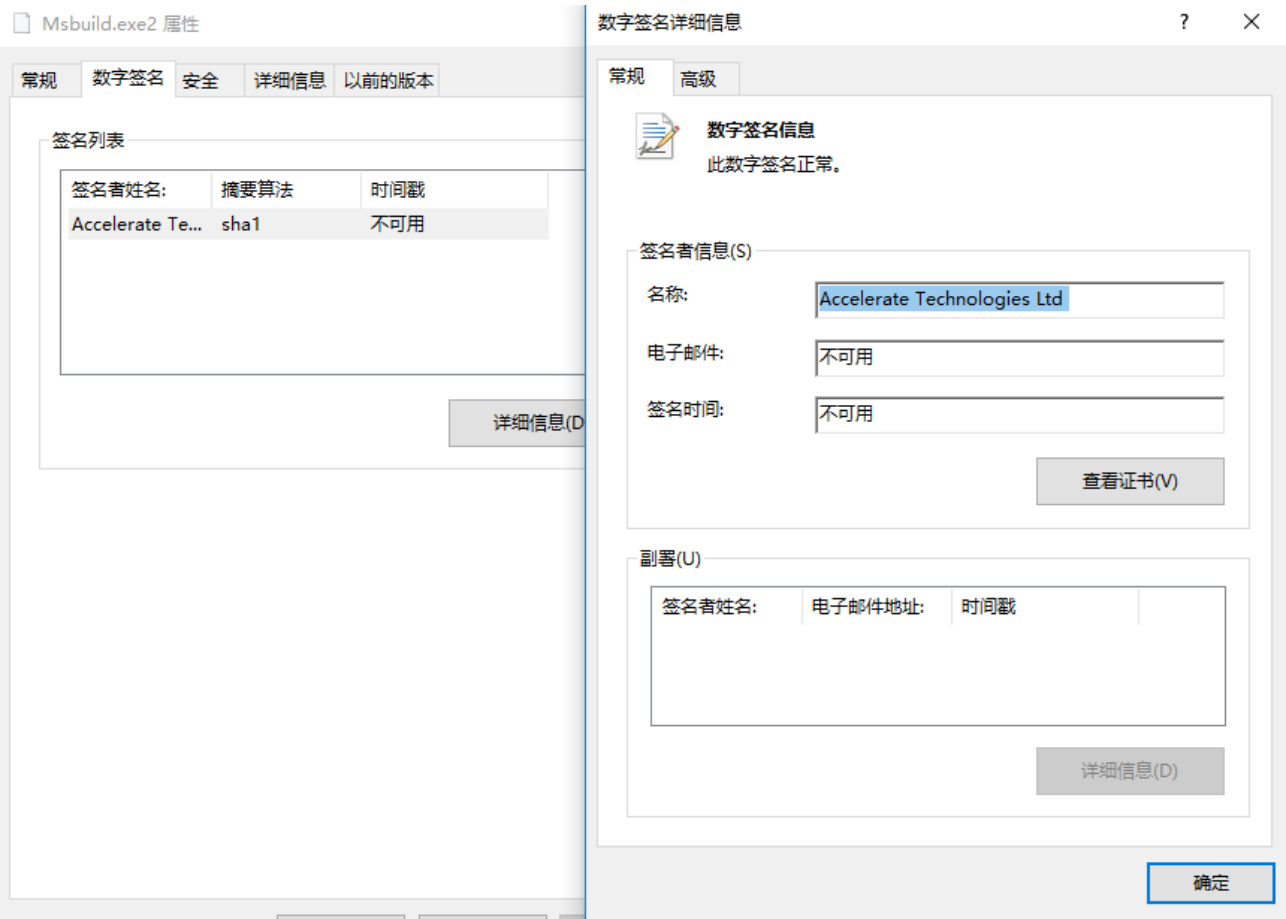 Msbuild.exe2 属性
常规 数字签名 安全 详细信息 以前的版本
签名列表
签名者姓名: 摘要算法 时间戳
Accelerate Te... sha1 不可用
详细信息(D
数字签名详细信息
常规 高级
数字签名信息
此数字签名正常。
签名者信息(S)
名称: Accelerate Technologies Ltd
电子邮件: 不可用
签名时间: 不可用
查看证书(V)
副署(U)
签名者姓名: 电子邮件地址: 时间戳
详细信息(D)
确定